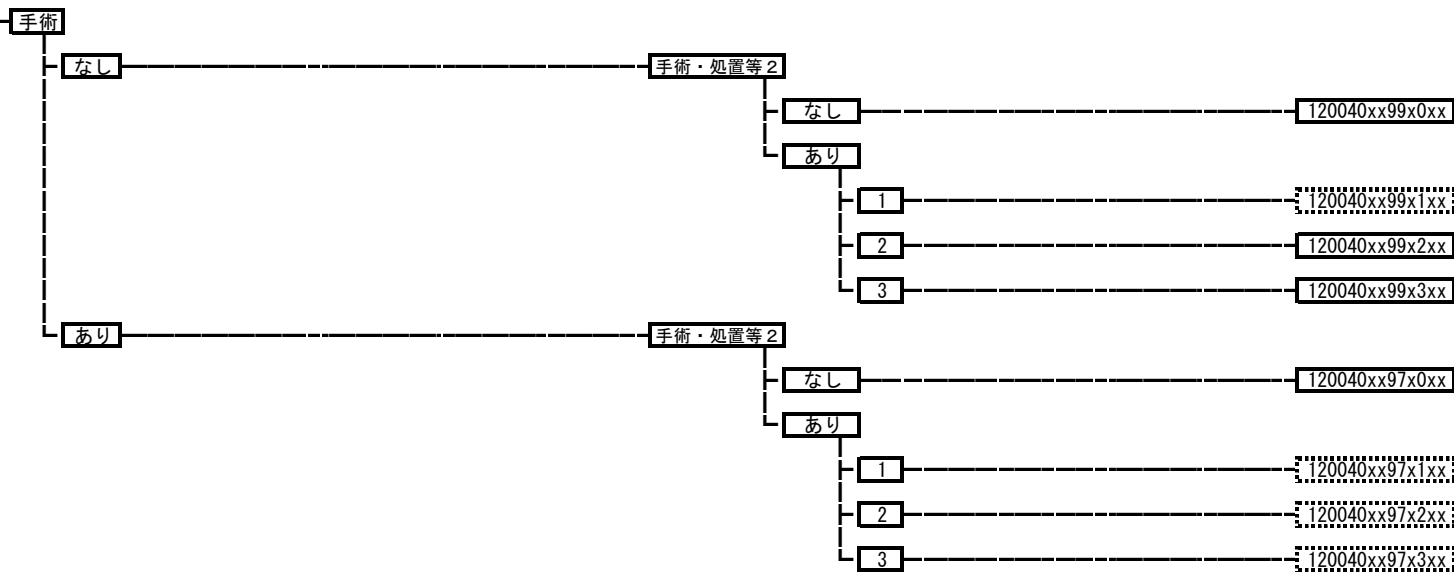 手術
なし 手術・処置等２
なし 120040xx99x0xx
あり
1 120040xx99x1xx
2 120040xx99x2xx
3 120040xx99x3xx
あり 手術・処置等２
なし 120040xx97x0xx
あり
1 120040xx97x1xx
2 120040xx97x2xx
3 120040xx97x3xx